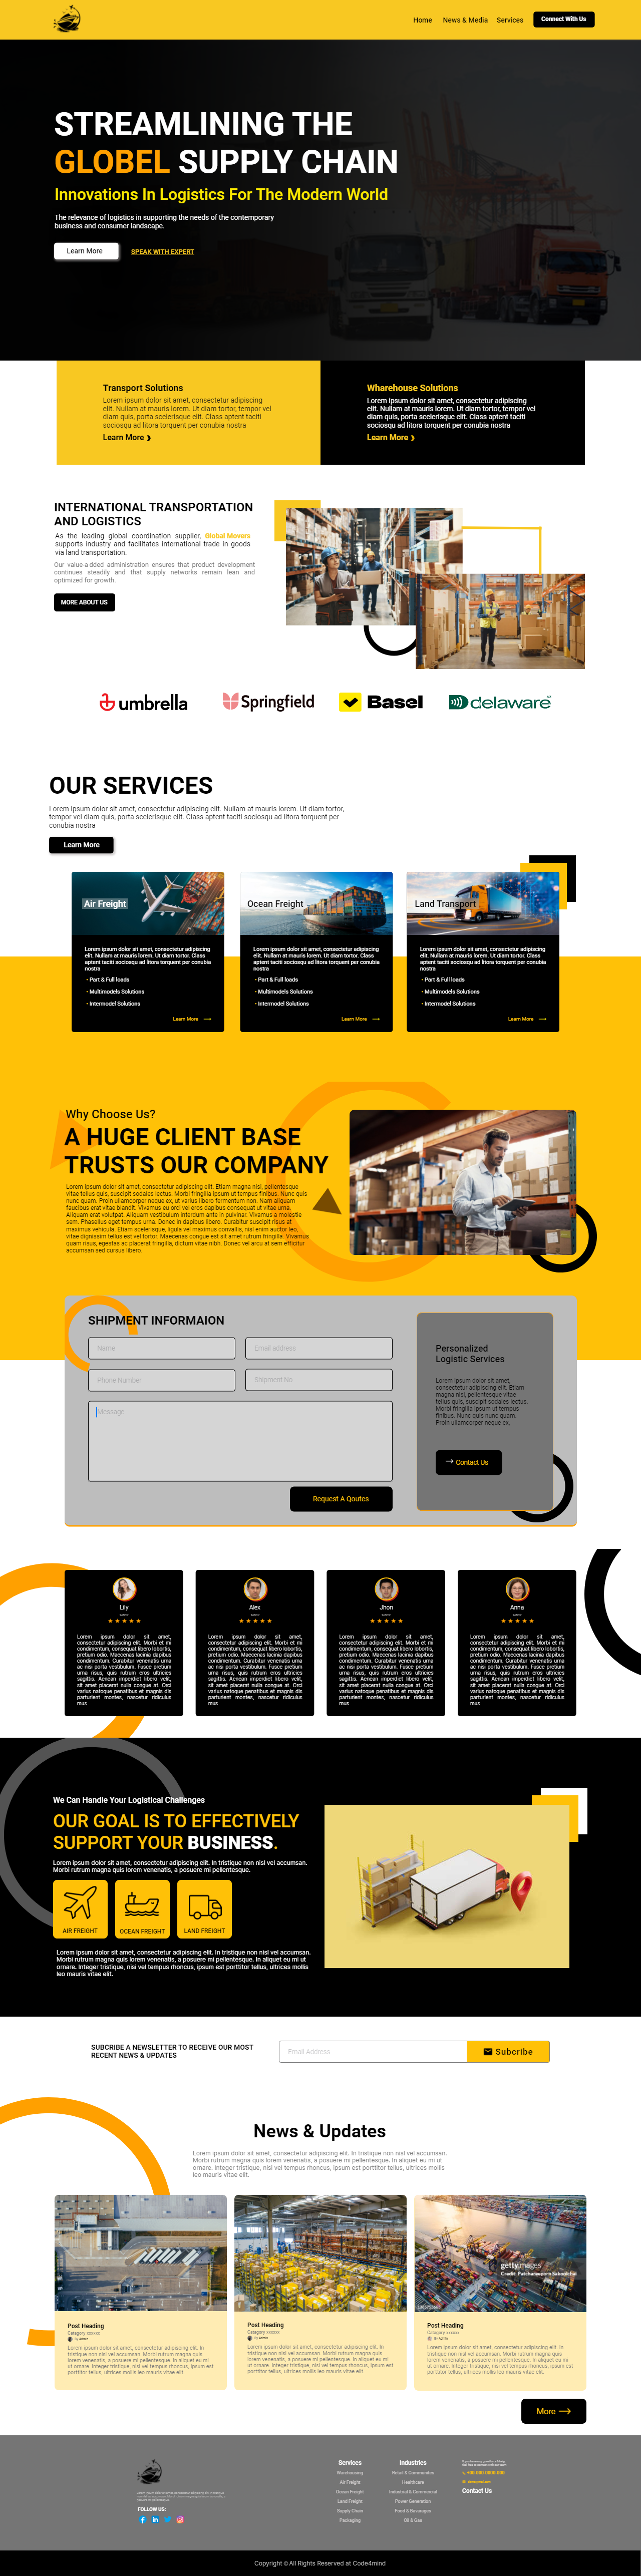 Home News & Media Services Connect With Us
STREAMLINING THE
GLOBEL SUPPLY CHAIN
Innovations In Logistics For The Modern World
The relevance of logistics in supporting the needs of the contemporary
business and consumer landscape.
Learn More SPEAK WITH EXPERT
Transport Solutions
Lorem ipsum dolor sit amet, consectetur adipiscing
elit. Nullam at mauris lorem. Ut diam tortor, tempor vel
diam quis, porta scelerisque elit. Class aptent taciti
sociosqu ad litora torquent per conubia nostra
Learn More ❯
Wharehouse Solutions
Lorem ipsum dolor sit amet, consectetur adipiscing
elit. Nullam at mauris lorem. Ut diam tortor, tempor vel
diam quis, porta scelerisque elit. Class aptent taciti
sociosqu ad litora torquent per conubia nostra
Learn More ❯
INTERNATIONAL TRANSPORTATION
AND LOGISTICS
As the leading global coordination supplier, Global Movers
supports industry and facilitates international trade in goods
via land transportation.
Our value-a dded administration ensures that product development
continues steadily and that supply networks remain lean and
optimized for growth.
MORE ABOUT US
umbrella Springfield Basel delaware
OUR SERVICES
Lorem ipsum dolor sit amet, consectetur adipiscing elit. Nullam at mauris lorem. Ut diam tortor,
tempor vel diam quis, porta scelerisque elit. Class aptent taciti sociosqu ad litora torquent per
conubia nostra
Learn More
Air Freight
Lorem ipsum dolor sit amet, consectetur adipiscing
elit. Nullam at mauris lorem. Ut diam tortor. Class
aptent taciti sociosqu ad litora torquent per conubia
nostra
- Part & Full loads
- Multimodels Solutions
- Intermodel Solutions
Learn More
Ocean Freight
Lorem ipsum dolor sit amet, consectetur adipiscing
elit. Nullam at mauris lorem. Ut diam tortor. Class
aptent taciti sociosqu ad litora torquent per conubia
nostra
- Part & Full loads
- Multimodels Solutions
- Intermodel Solutions
Learn More
Land Transport
Lorem ipsum dolor sit amet, consectetur adipiscing
elit. Nullam at mauris lorem. Ut diam tortor. Class
aptent taciti sociosqu ad litora torquent per conubia
nostra
- Part & Full loads
- Multimodels Solutions
- Intermodel Solutions
Learn More
Why Choose Us?
A HUGE CLIENT BASE
TRUSTS OUR COMPANY
Lorem ipsum dolor sit amet, consectetur adipiscing elit. Etiam magna nisi, pellentesque
vitae tellus quis, suscipit sodales lectus. Morbi fringilla ipsum ut tempus finibus. Nunc quis
nunc quam. Proin ullamcorper neque ex, ut varius libero fermentum non. Nam aliquam
faucibus erat vitae blandit. Vivamus eu orci vel eros dapibus consequat ut vitae urna.
Aliquam erat volutpat. Aliquam vestibulum interdum ante in pulvinar. Vivamus a molestie
sem. Phasellus eget tempus urna. Donec in dapibus libero. Curabitur suscipit risus at
maximus vehicula. Etiam scelerisque, ligula vel maximus convallis, nisl enim auctor leo,
vitae dignissim tellus est vel tortor. Maecenas congue est sit amet rutrum fringilla. Vivamus
quam risus, egestas ac placerat fringilla, dictum vitae nibh. Donec vel arcu at sem efficitur
accumsan sed cursus libero.
SHIPMENT INFORMAION
Name Email address
Phone Number Shipment No
Message
Request A Qoutes
Personalized
Logistic Services
Lorem ipsum dolor sit amet,
consectetur adipiscing elit. Etiam
magna nisi, pellentesque vitae
tellus quis, suscipit sodales lectus.
Morbi fringilla ipsum ut tempus
finibus. Nunc quis nunc quam.
Proin ullamcorper neque ex,
Contact Us
Lily
Lorem ipsum dolor sit amet,
consectetur adipiscing elit. Morbi et mi
condimentum, consequat libero lobortis,
pretium odio. Maecenas lacinia dapibus
condimentum. Curabitur venenatis urna
ac nisi porta vestibulum. Fusce pretium
urna risus, quis rutrum eros ultricies
sagittis. Aenean imperdiet libero velit,
sit amet placerat nulla congue at. Orci
varius natoque penatibus et magnis dis
parturient montes, nascetur ridiculus
mus
Alex
Lorem ipsum dolor sit amet,
consectetur adipiscing elit. Morbi et mi
condimentum, consequat libero lobortis,
pretium odio. Maecenas lacinia dapibus
condimentum. Curabitur venenatis urna
ac nisi porta vestibulum. Fusce pretium
urna risus, quis rutrum eros ultricies
sagittis. Aenean imperdiet libero velit,
sit amet placerat nulla congue at. Orci
varius natoque penatibus et magnis dis
parturient montes, nascetur ridiculus
mus
Jhon
Lorem ipsum dolor sit amet,
consectetur adipiscing elit. Morbi et mi
condimentum, consequat libero lobortis,
pretium odio. Maecenas lacinia dapibus
condimentum. Curabitur venenatis urna
ac nisi porta vestibulum. Fusce pretium
urna risus, quis rutrum eros ultricies
sagittis. Aenean imperdiet libero velit,
sit amet placerat nulla congue at. Orci
varius natoque penatibus et magnis dis
parturient montes, nascetur ridiculus
mus
Anna
Lorem ipsum dolor sit amet,
consectetur adipiscing elit. Morbi et mi
condimentum, consequat libero lobortis,
pretium odio. Maecenas lacinia dapibus
condimentum. Curabitur venenatis urna
ac nisi porta vestibulum. Fusce pretium
urna risus, quis rutrum eros ultricies
sagittis. Aenean imperdiet libero velit,
sit amet placerat nulla congue at. Orci
varius natoque penatibus et magnis dis
parturient montes, nascetur ridiculus
mus
We Can Handle Your Logistical Challenges
OUR GOAL IS TO EFFECTIVELY
SUPPORT YOUR BUSINESS.
Lorem ipsum dolor sit amet, consectetur adipiscing elit. In tristique non nisl vel accumsan.
Morbi rutrum magna quis lorem venenatis, a posuere mi pellentesque.
AIR FREIGHT OCEAN FREIGHT LAND FREIGHT
Lorem ipsum dolor sit amet, consectetur adipiscing elit. In tristique non nisl vel accumsan.
Morbi rutrum magna quis lorem venenatis, a posuere mi pellentesque. In aliquet eu mi ut
ornare. Integer tristique, nisi vel tempus rhoncus, ipsum est porttitor tellus, ultrices mollis
leo mauris vitae elit.
SUBCRIBE A NEWSLETTER TO RECEIVE OUR MOST
RECENT NEWS & UPDATES
Email Address Subcribe
News & Updates
Lorem ipsum dolor sit amet, consectetur adipiscing elit. In tristique non nisl vel accumsan.
Morbi rutrum magna quis lorem venenatis, a posuere mi pellentesque. In aliquet eu mi ut
ornare. Integer tristique, nisi vel tempus rhoncus, ipsum est porttitor tellus, ultrices mollis
leo mauris vitae elit.
gettyimages
Credit: Patchareeporn Sakoolchai
Post Heading
Category xxxxxx
By admin
Lorem ipsum dolor sit amet, consectetur adipiscing elit. In
tristique non nisl vel accumsan. Morbi rutrum magna quis
lorem venenatis, a posuere mi pellentesque. In aliquet eu mi
ut ornare. Integer tristique, nisi vel tempus rhoncus, ipsum est
porttitor tellus, ultrices mollis leo mauris vitae elit.
Post Heading
Category xxxxxx
By admin
Lorem ipsum dolor sit amet, consectetur adipiscing elit. In
tristique non nisl vel accumsan. Morbi rutrum magna quis
lorem venenatis, a posuere mi pellentesque. In aliquet eu mi
ut ornare. Integer tristique, nisi vel tempus rhoncus, ipsum est
porttitor tellus, ultrices mollis leo mauris vitae elit.
Post Heading
Category xxxxxx
By admin
Lorem ipsum dolor sit amet, consectetur adipiscing elit. In
tristique non nisl vel accumsan. Morbi rutrum magna quis
lorem venenatis, a posuere mi pellentesque. In aliquet eu mi
ut ornare. Integer tristique, nisi vel tempus rhoncus, ipsum est
porttitor tellus, ultrices mollis leo mauris vitae elit.
More
FOLLOW US:
Services
Warehousing
Air Freight
Ocean Freight
Land Freight
Supply Chain
Packaging
Industries
Retail & Communities
Healthcare
Industrial & Commercial
Power Generation
Food & Bevarages
Oil & Gas
+00-000-0000-000
Contact Us
Copyright © All Rights Reserved at Code4mind